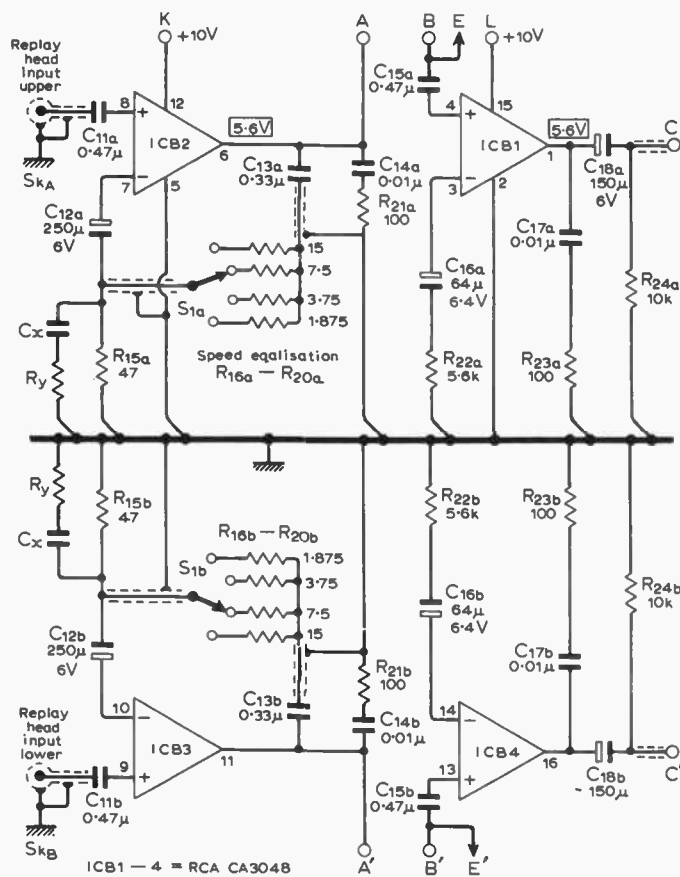 K
+10V
A
B
E
L
+10V
Replay
head
input
upper
C11a
0·47μ
SkA
8
+
12
ICB2
6
5·6V
7
−
5
C12a
250μ
6V
C13a
0·33μ
C14a
0·01μ
R21a
100
15
7·5
3·75
1·875
S1a
Speed eqalisation
R16a — R20a
Cx
Ry
R15a
47
C15a
0·47μ
4
+
15
ICB1
1
5·6V
3
−
2
C16a
64μ
6·4V
R22a
5·6k
C17a
0·01μ
R23a
100
C18a
150μ
6V
C
R24a
10k
Ry
Cx
R15b
47
R16b — R20b
1·875
3·75
7·5
15
S1b
C12b
250μ
6V
C13b
0·33μ
R21b
100
C14b
0·01μ
10
−
ICB3
11
9
+
Replay
head
input
lower
C11b
0·47μ
SkB
R22b
5·6k
C16b
64μ
6·4V
R23b
100
C17b
0·01μ
R24b
10k
14
−
ICB4
16
13
+
C15b
0·47μ
C18b
- 150μ
C'
A'
B'
E'
ICB1 — 4 = RCA CA3048